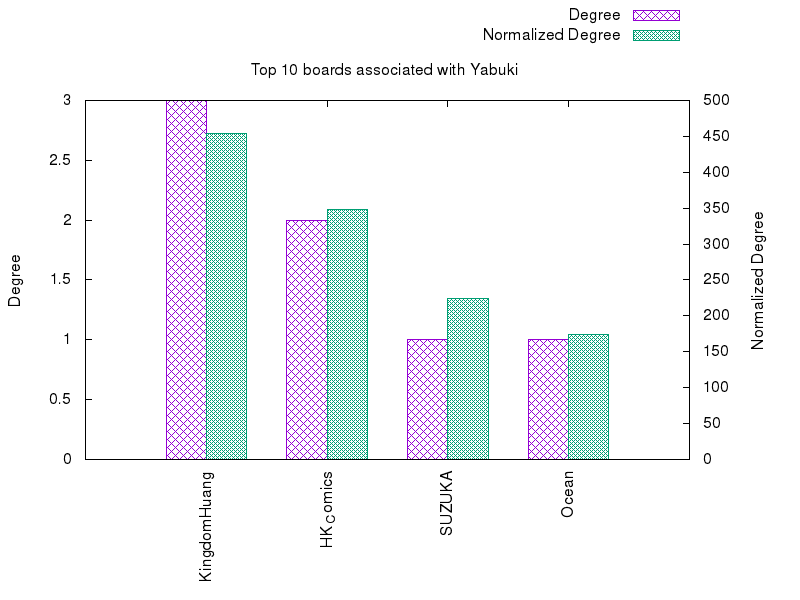 Degree
Normalized Degree
Top 10 boards associated with Yabuki
3
2.5
2
1.5
1
0.5
0
500
450
400
350
300
250
200
150
100
50
0
Degree
Normalized Degree
KingdomHuang
HKComics
SUZUKA
Ocean